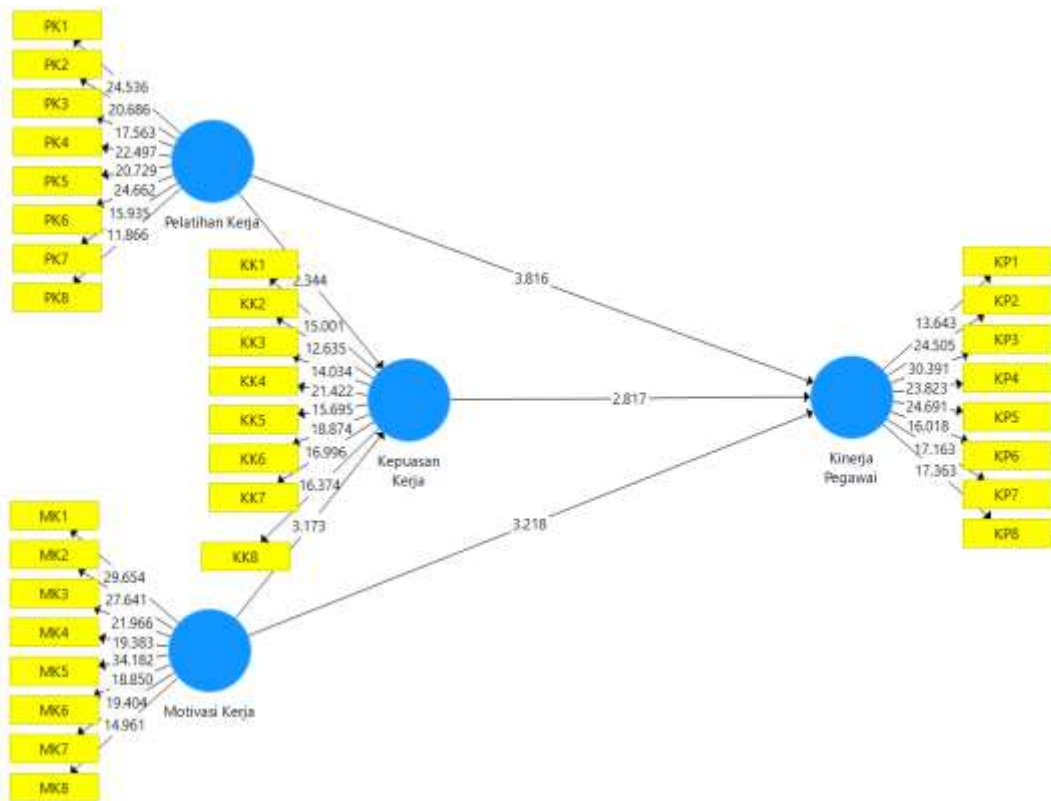 PK1
PK2
PK3
PK4
PK5
PK6
PK7
PK8
24.536
20.686
17.563
22.497
20.729
24.662
15.935
11.866
Pelatihan Kerja
2.344
3.816
KK1
KK2
KK3
KK4
KK5
KK6
KK7
KK8
15.001
12.635
14.034
21.422
15.695
18.874
16.996
16.374
Kepuasan
Kerja
2.817
3.173
3.218
MK1
MK2
MK3
MK4
MK5
MK6
MK7
MK8
29.654
27.641
21.966
19.383
34.182
18.850
19.404
14.961
Motivasi Kerja
Kinerja
Pegawai
13.643
24.505
30.391
23.823
24.691
16.018
17.163
17.363
KP1
KP2
KP3
KP4
KP5
KP6
KP7
KP8